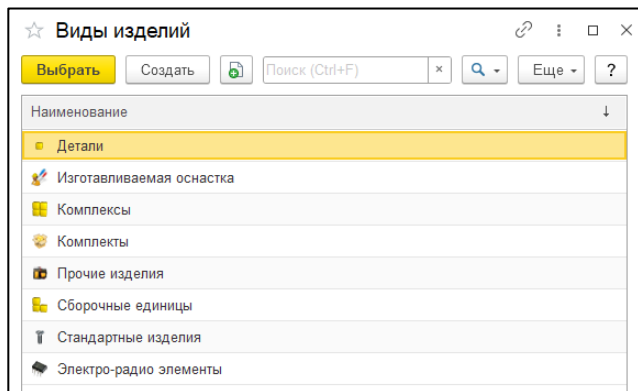 Виды изделий
Выбрать Создать Поиск (Ctrl+F) × Еще ?
Наименование ↓
Детали
Изготавливаемая оснастка
Комплексы
Комплекты
Прочие изделия
Сборочные единицы
Стандартные изделия
Электро-радио элементы